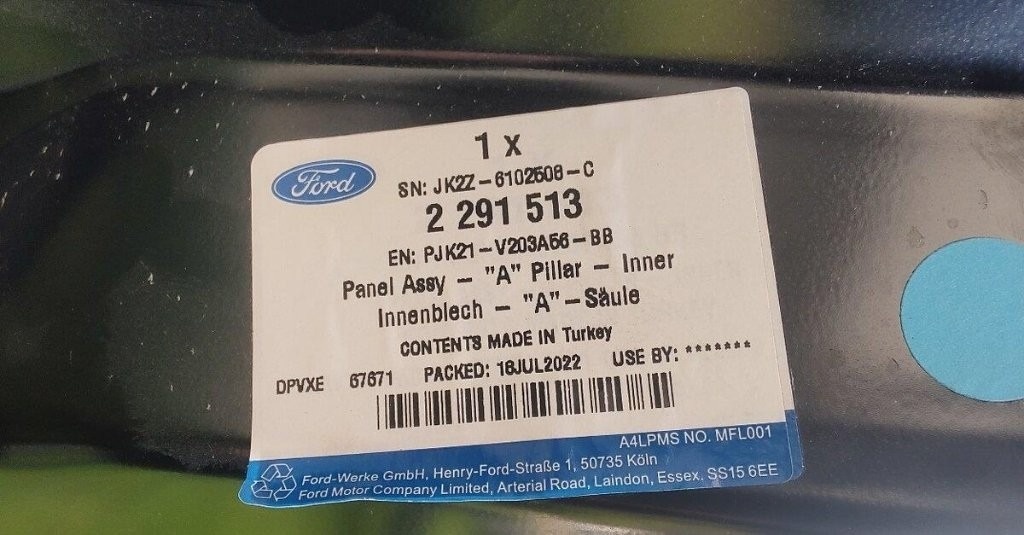 1 x
Ford
SN: JK2Z-6102508-C
2 291 513
EN: PJK21-V203A56-BB
Panel Assy - "A" Pillar - Inner
Innenblech - "A"-Säule
CONTENTS MADE IN Turkey
DPVXE 67671 PACKED: 18JUL2022 USE BY: *******
A4LPMS NO. MFL001
Ford-Werke GmbH, Henry-Ford-Straße 1, 50735 Köln
Ford Motor Company Limited, Arterial Road, Laindon, Essex. SS15 6EE